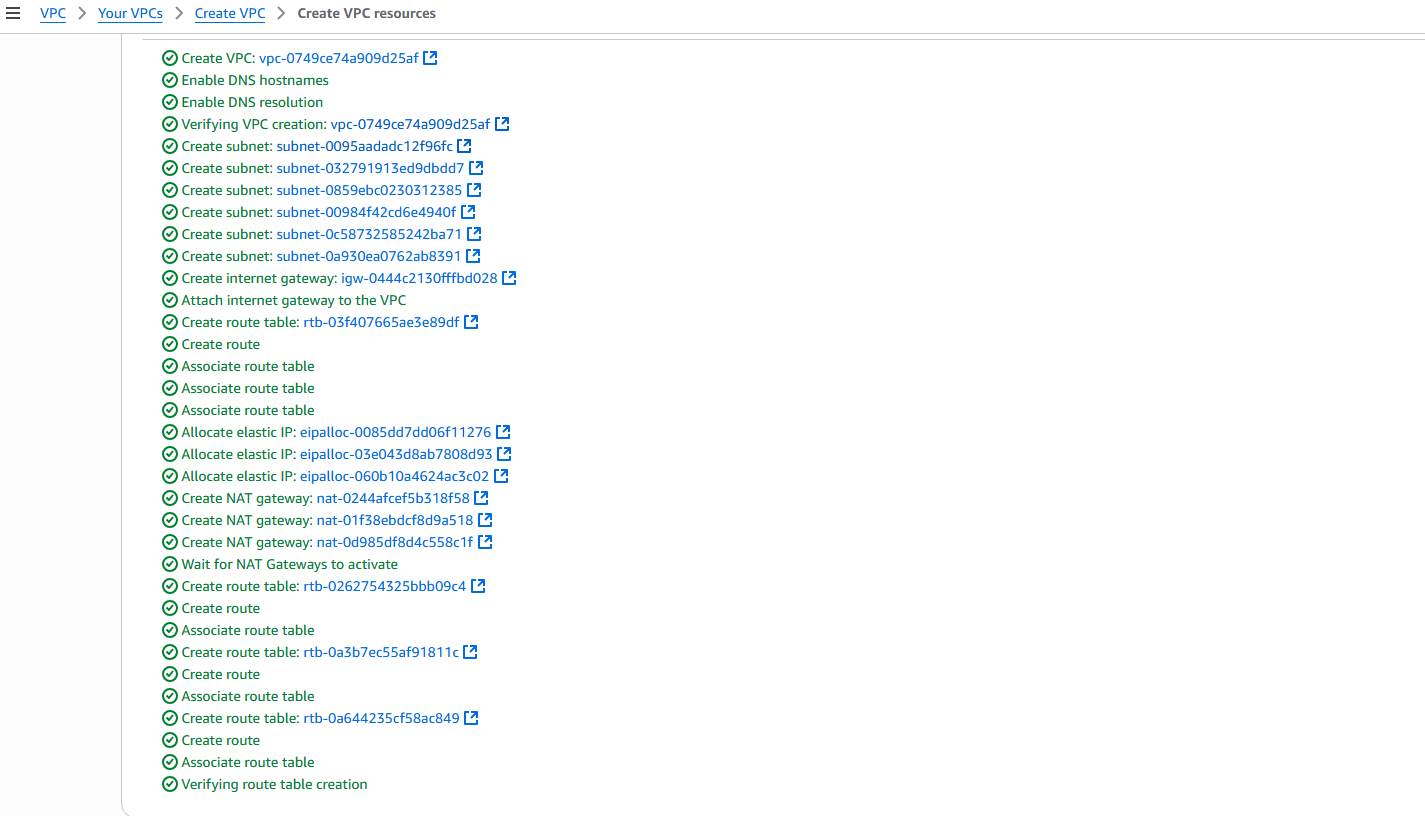 VPC > Your VPCs > Create VPC > Create VPC resources
Create VPC: vpc-0749ce74a909d25af
Enable DNS hostnames
Enable DNS resolution
Verifying VPC creation: vpc-0749ce74a909d25af
Create subnet: subnet-0095aadadc12f96fc
Create subnet: subnet-032791913ed9dbdd7
Create subnet: subnet-0859ebc0230312385
Create subnet: subnet-00984f42cd6e4940f
Create subnet: subnet-0c58732585242ba71
Create subnet: subnet-0a930ea0762ab8391
Create internet gateway: igw-0444c2130fffbd028
Attach internet gateway to the VPC
Create route table: rtb-03f407665ae3e89df
Create route
Associate route table
Associate route table
Associate route table
Allocate elastic IP: eipalloc-0085dd7dd06f11276
Allocate elastic IP: eipalloc-03e043d8ab7808d93
Allocate elastic IP: eipalloc-060b10a4624ac3c02
Create NAT gateway: nat-0244afcef5b318f58
Create NAT gateway: nat-01f38ebdcf8d9a518
Create NAT gateway: nat-0d985df8d4c558c1f
Wait for NAT Gateways to activate
Create route table: rtb-0262754325bbb09c4
Create route
Associate route table
Create route table: rtb-0a3b7ec55af91811c
Create route
Associate route table
Create route table: rtb-0a644235cf58ac849
Create route
Associate route table
Verifying route table creation